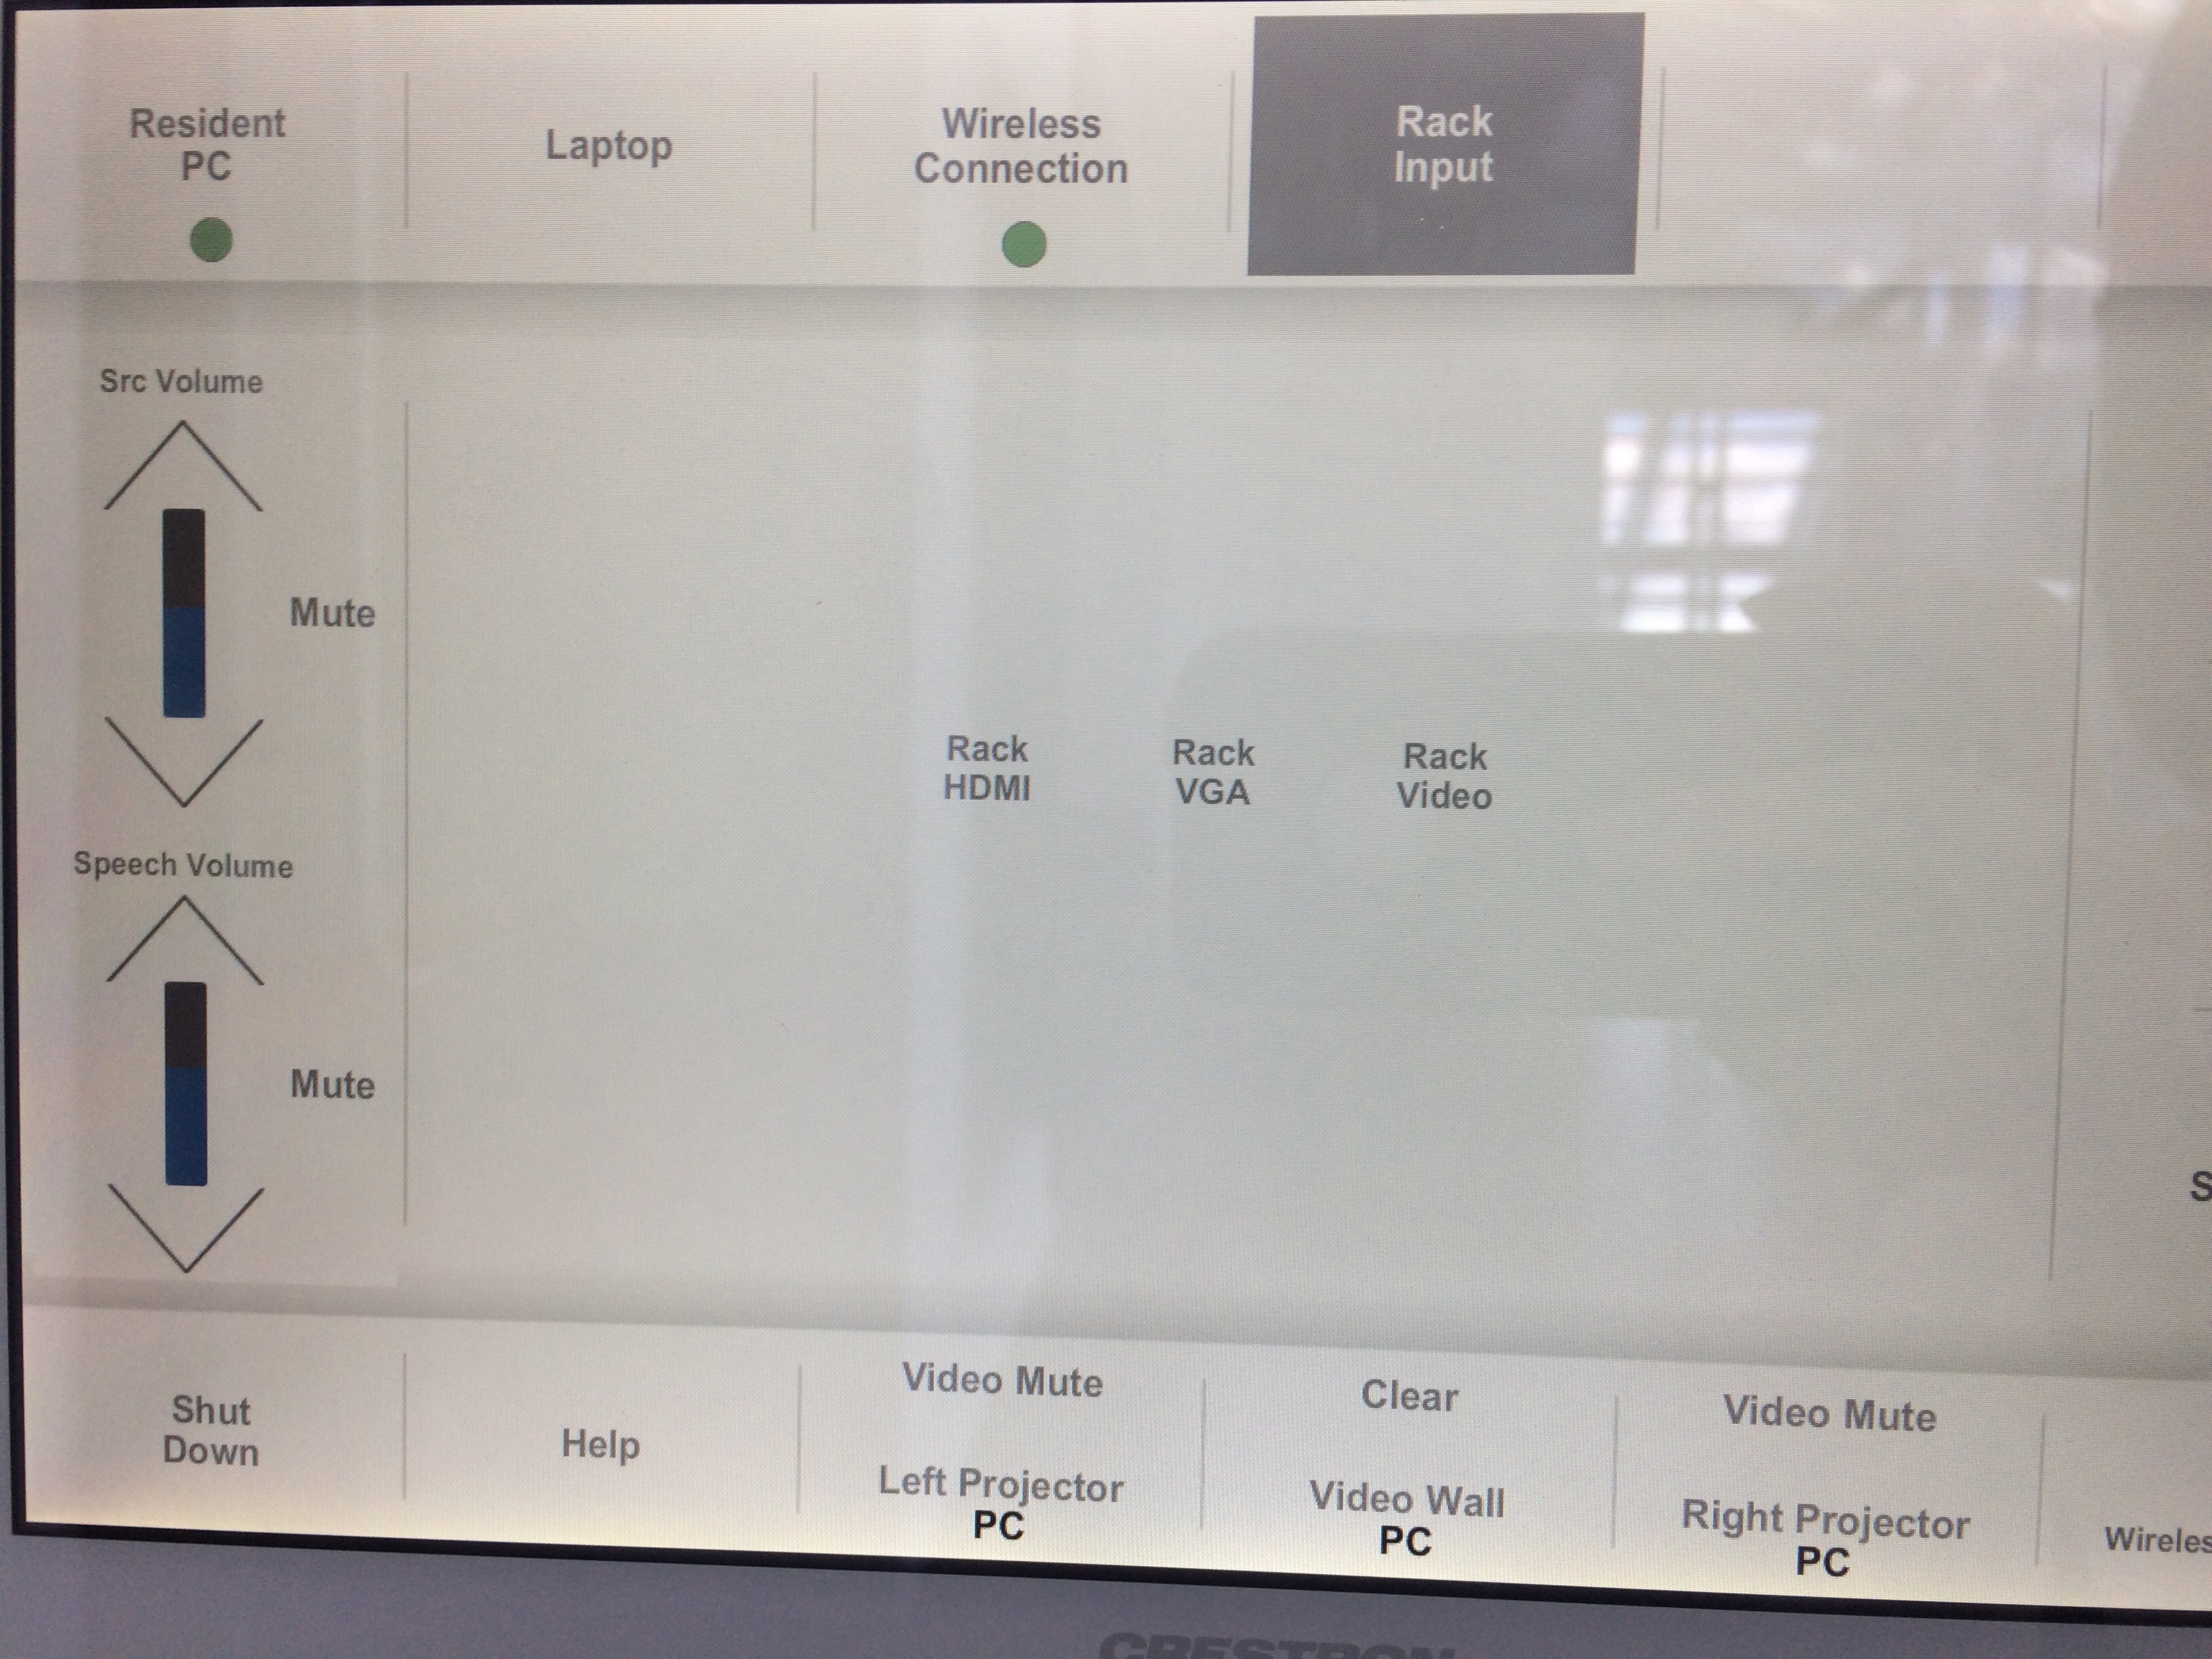 Resident
PC
Laptop
Wireless
Connection
Rack
Input
Src Volume
Mute
Rack
HDMI
Rack
VGA
Rack
Video
Speech Volume
Mute
Shut
Down
Help
Video Mute
Left Projector
PC
Clear
Video Wall
PC
Video Mute
Right Projector
PC
CRESTRON